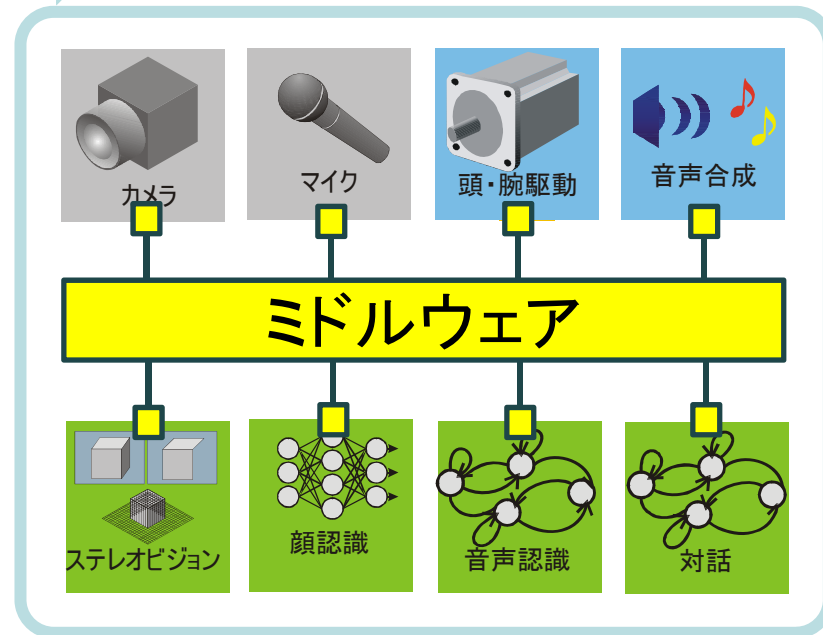 カメラ
マイク
頭・腕駆動
音声合成
ミドルウェア
ステレオビジョン
顔認識
音声認識
対話